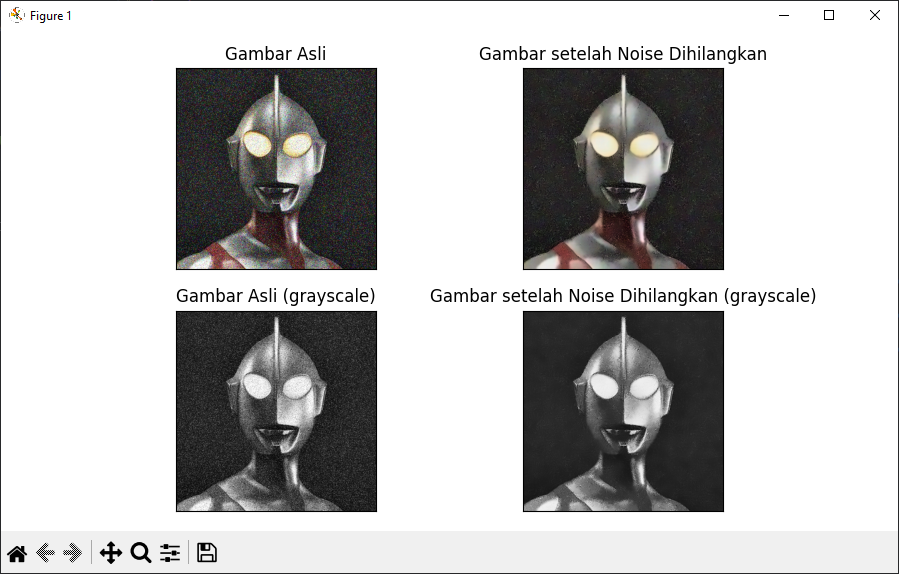 Figure 1
Gambar Asli
Gambar setelah Noise Dihilangkan
Gambar Asli (grayscale)
Gambar setelah Noise Dihilangkan (grayscale)